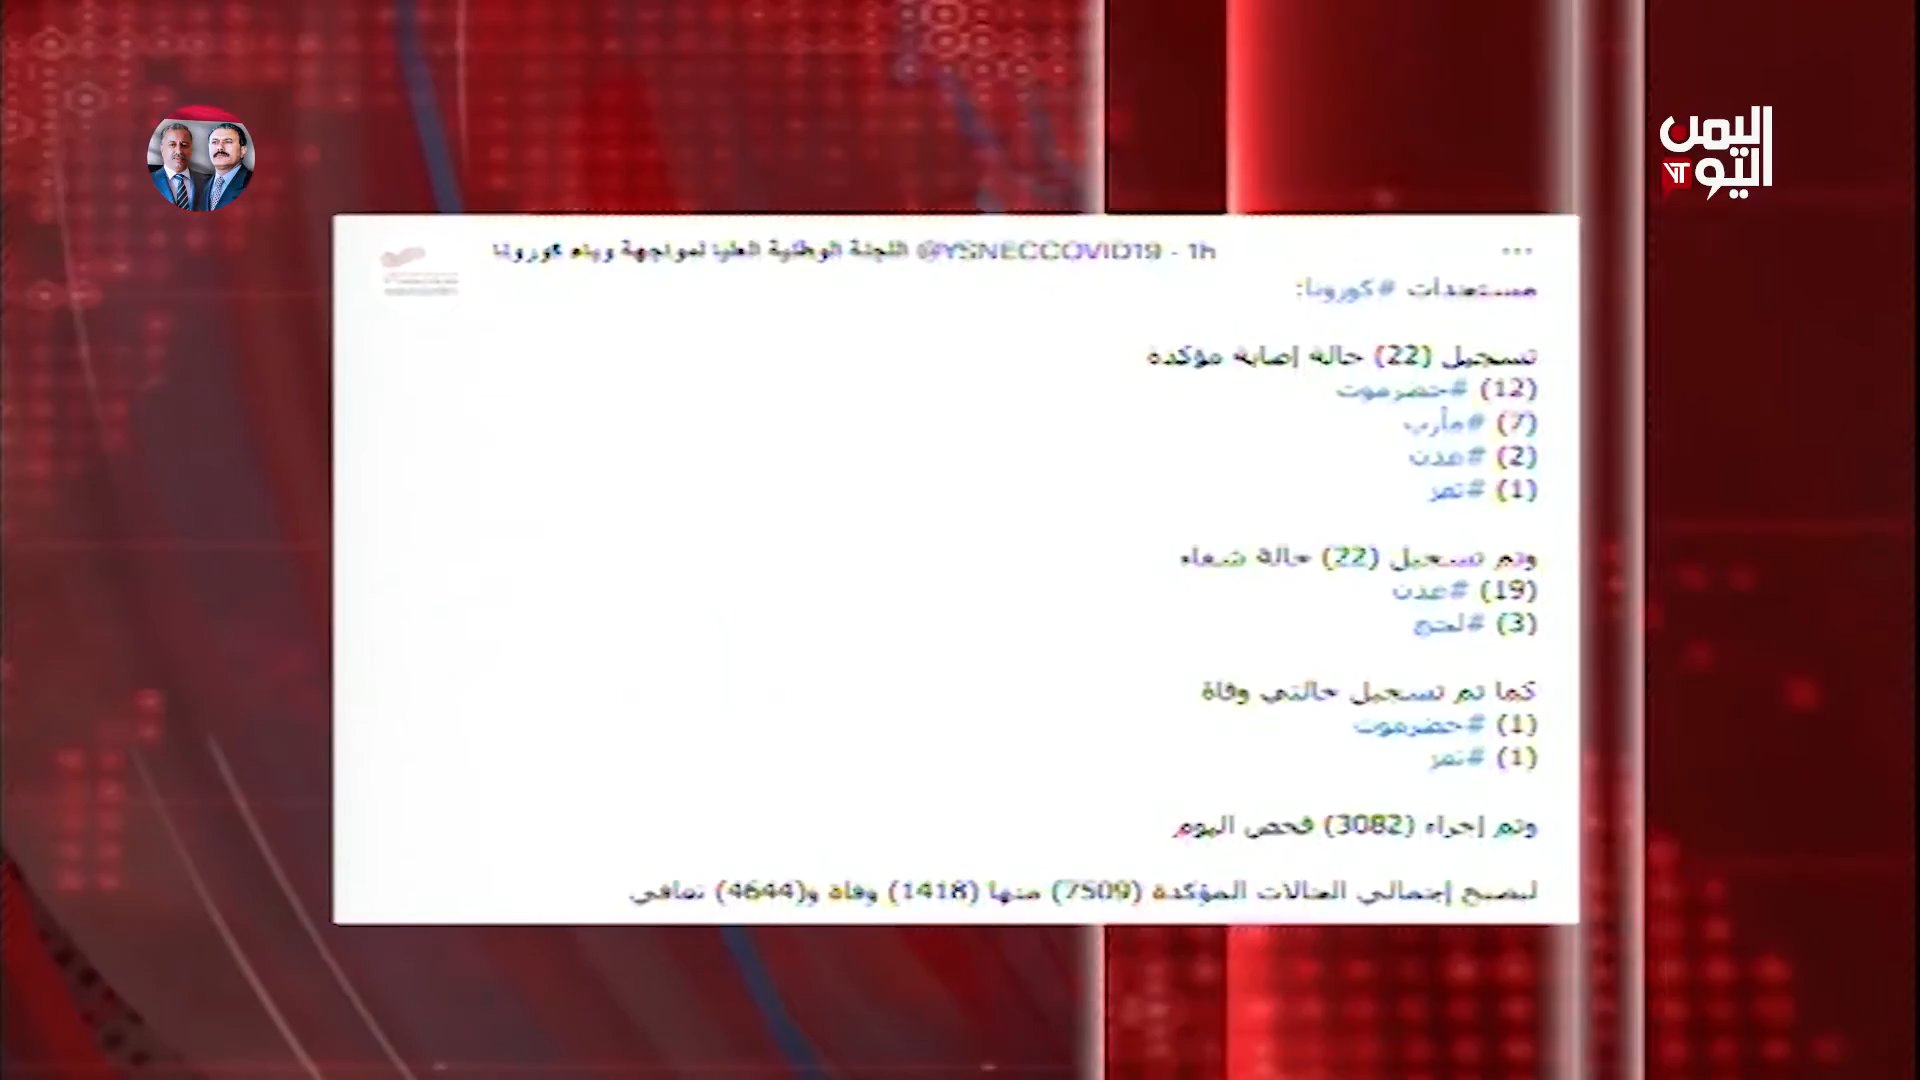 اليمن
اليوم
YT
اللجنة الوطنية العليا لمواجهة وباء كورونا @YSNECCOVID19 · 1h
مستجدات #كورونا:
تسجيل (22) حالة إصابة مؤكدة
(12) #حضرموت
(7) #مأرب
(2) #عدن
(1) #تعز
وتم تسجيل (22) حالة شفاء
(19) #عدن
(3) #لحج
كما تم تسجيل حالتي وفاة
(1) #حضرموت
(1) #تعز
وتم إجراء (3082) فحص اليوم
ليصبح إجمالي الحالات المؤكدة (7509) منها (1418) وفاة و(4644) تعافي.